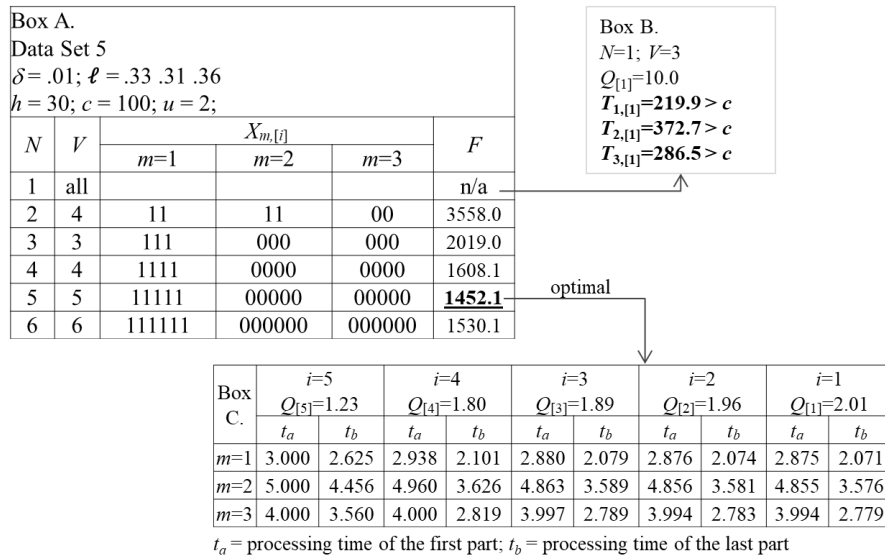 Box A.
Data Set 5
δ = .01; ℓ = .33 .31 .36
h = 30; c = 100; u = 2;
N V X_{m,[i]} F
m=1 m=2 m=3
1 all n/a
2 4 11 11 00 3558.0
3 3 111 000 000 2019.0
4 4 1111 0000 0000 1608.1
5 5 11111 00000 00000 1452.1
6 6 111111 000000 000000 1530.1
Box B.
N=1; V=3
Q_{[1]}=10.0
T_{1,[1]}=219.9 > c
T_{2,[1]}=372.7 > c
T_{3,[1]}=286.5 > c
optimal
Box C.
i=5 i=4 i=3 i=2 i=1
Q_{[5]}=1.23 Q_{[4]}=1.80 Q_{[3]}=1.89 Q_{[2]}=1.96 Q_{[1]}=2.01
t_a t_b t_a t_b t_a t_b t_a t_b t_a t_b
m=1 3.000 2.625 2.938 2.101 2.880 2.079 2.876 2.074 2.875 2.071
m=2 5.000 4.456 4.960 3.626 4.863 3.589 4.856 3.581 4.855 3.576
m=3 4.000 3.560 4.000 2.819 3.997 2.789 3.994 2.783 3.994 2.779
t_a = processing time of the first part; t_b = processing time of the last part